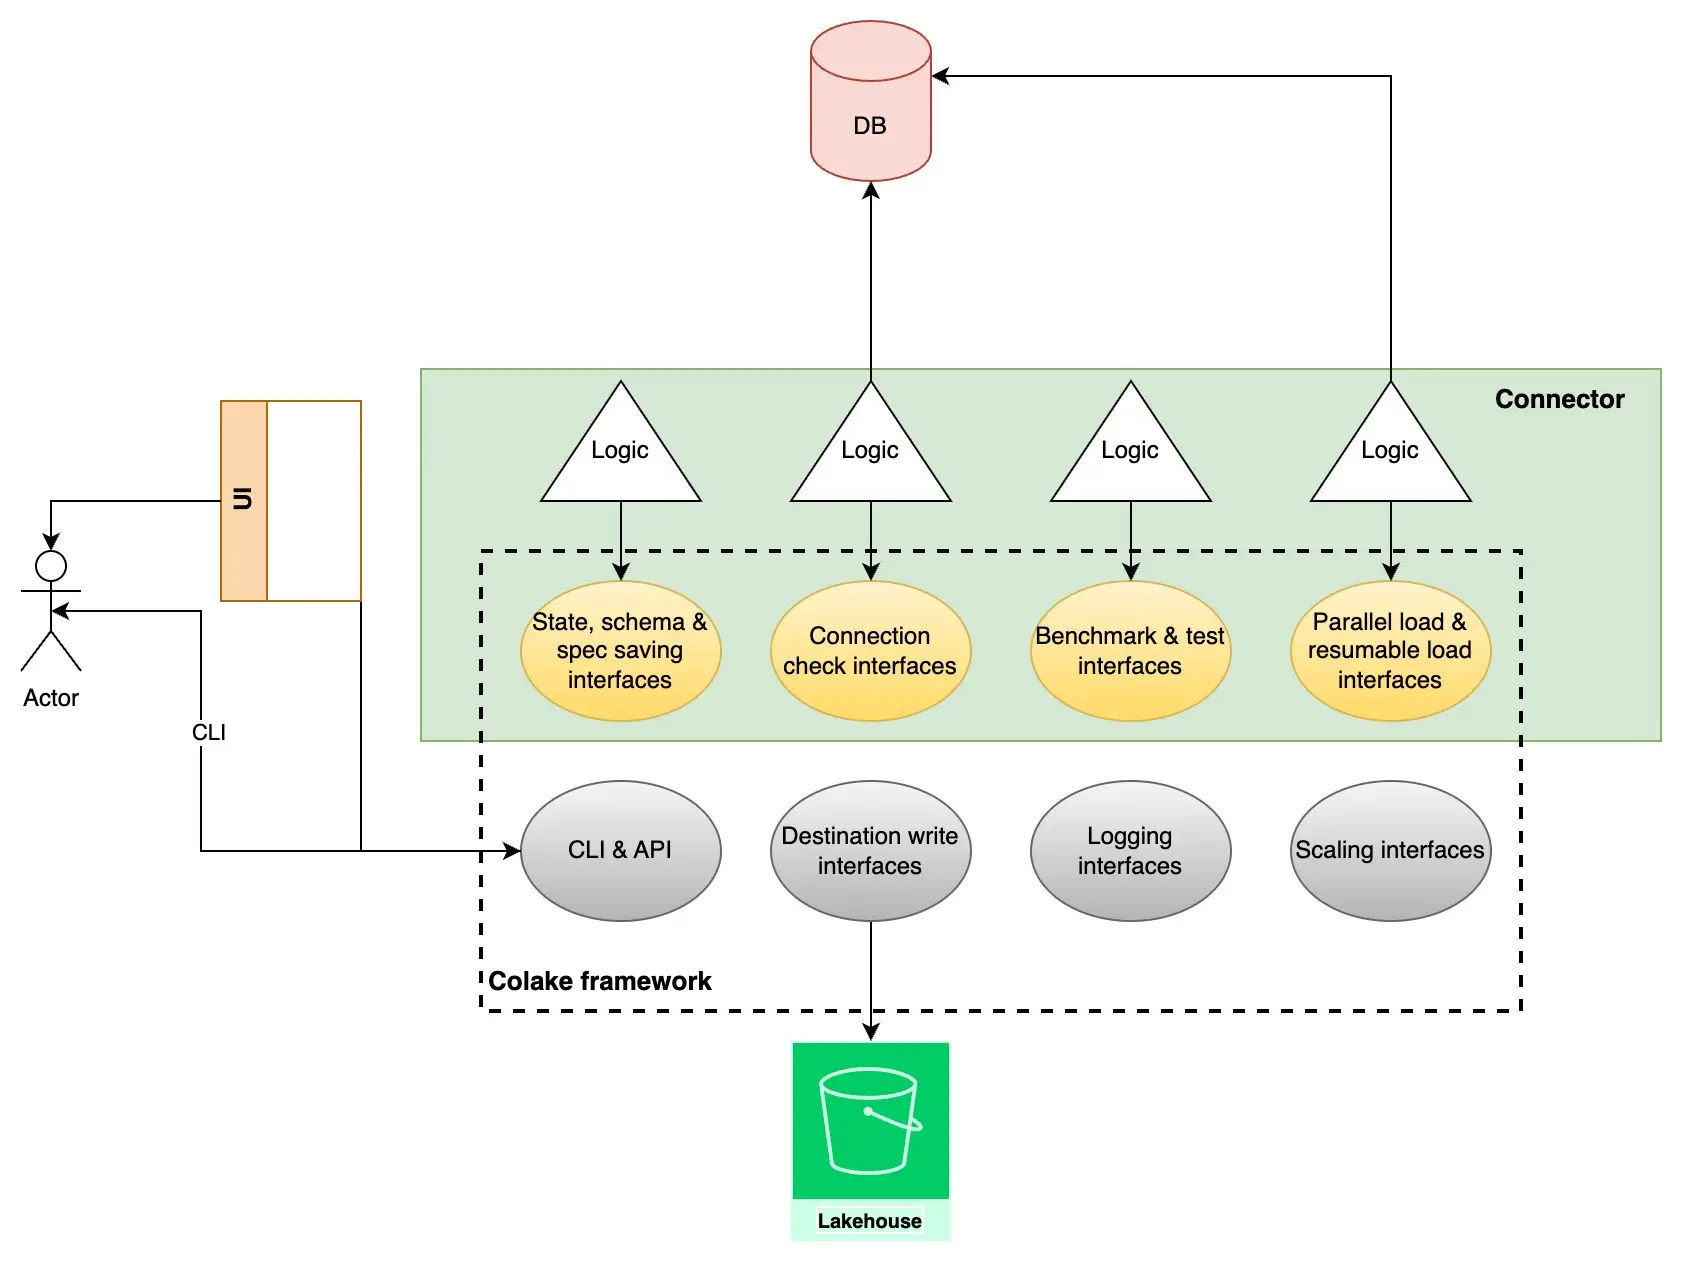 DB
Connector
Logic
Logic
Logic
Logic
UI
State, schema &
spec saving
interfaces
Connection
check interfaces
Benchmark & test
interfaces
Parallel load &
resumable load
interfaces
Actor
CLI
CLI & API
Destination write
interfaces
Logging
interfaces
Scaling interfaces
Colake framework
Lakehouse